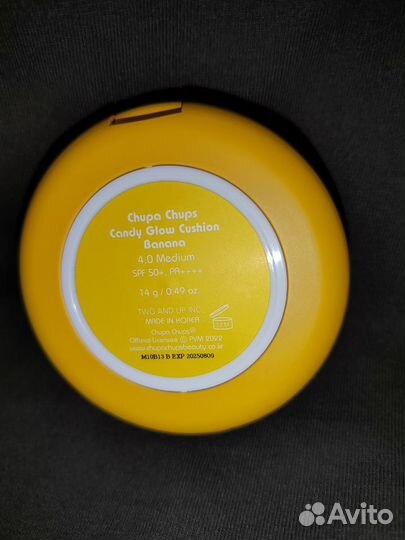 Chupa Chups
Candy Glow Cushion
Banana
4.0 Medium
SPF 50+, PA++++
14 g / 0.49 oz.
TWO AND UP INC.
MADE IN KOREA
Chupa Chups®
Official Licensee © PVM 2022
www.chupachupsbeauty.co.kr
M10B13 B EXP 20250809
Avito